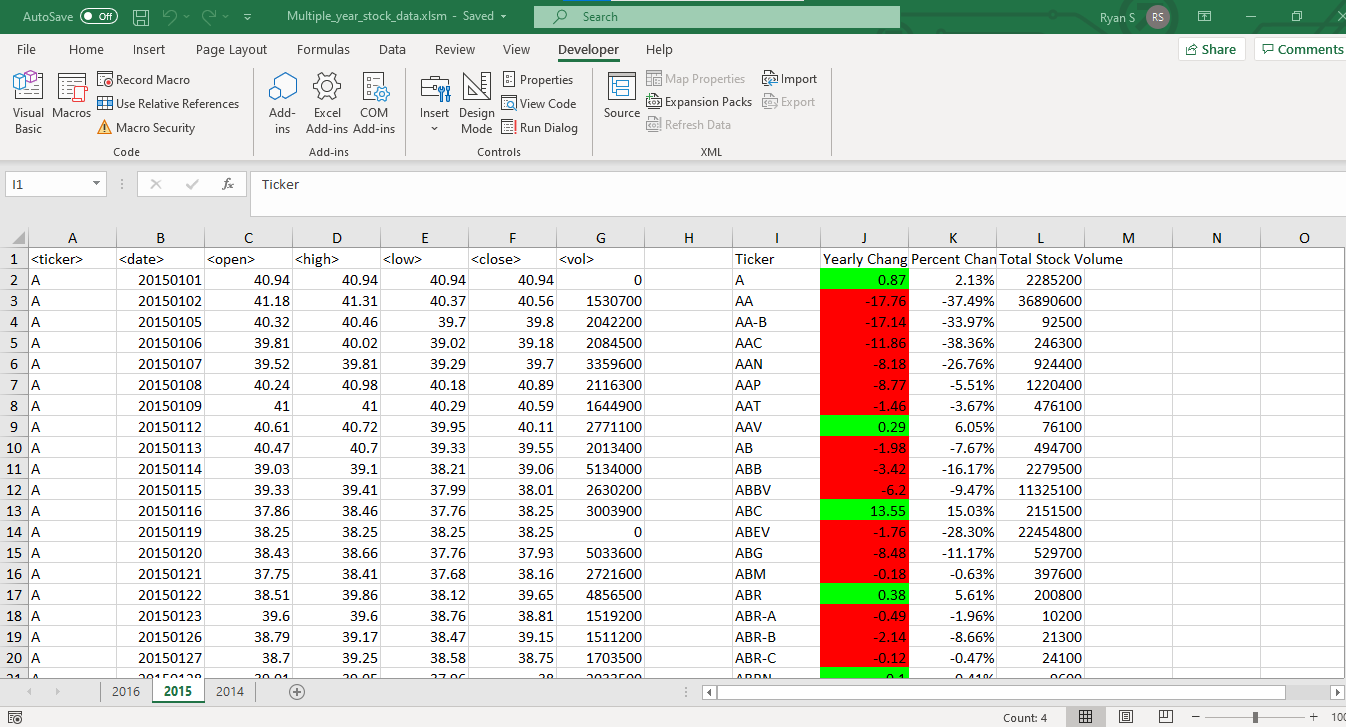 AutoSave Off Multiple_year_stock_data.xlsm - Saved Search Ryan S RS
File Home Insert Page Layout Formulas Data Review View Developer Help Share Comments
Visual Basic Macros Record Macro Use Relative References Macro Security Code
Add-ins Excel Add-ins COM Add-ins Add-ins
Insert Design Mode Properties View Code Run Dialog Controls
Source Map Properties Expansion Packs Refresh Data Import Export XML
I1 fx Ticker
A B C D E F G H I J K L M N O
1 <ticker> <date> <open> <high> <low> <close> <vol> Ticker Yearly Chang Percent Chan Total Stock Volume
2 A 20150101 40.94 40.94 40.94 40.94 0 A 0.87 2.13% 2285200
3 A 20150102 41.18 41.31 40.37 40.56 1530700 AA -17.76 -37.49% 36890600
4 A 20150105 40.32 40.46 39.7 39.8 2042200 AA-B -17.14 -33.97% 92500
5 A 20150106 39.81 40.02 39.02 39.18 2084500 AAC -11.86 -38.36% 246300
6 A 20150107 39.52 39.81 39.29 39.7 3359600 AAN -8.18 -26.76% 924400
7 A 20150108 40.24 40.98 40.18 40.89 2116300 AAP -8.77 -5.51% 1220400
8 A 20150109 41 41 40.29 40.59 1644900 AAT -1.46 -3.67% 476100
9 A 20150112 40.61 40.72 39.95 40.11 2771100 AAV 0.29 6.05% 76100
10 A 20150113 40.47 40.7 39.33 39.55 2013400 AB -1.98 -7.67% 494700
11 A 20150114 39.03 39.1 38.21 39.06 5134000 ABB -3.42 -16.17% 2279500
12 A 20150115 39.33 39.41 37.99 38.01 2630200 ABBV -6.2 -9.47% 11325100
13 A 20150116 37.86 38.46 37.76 38.25 3003900 ABC 13.55 15.03% 2151500
14 A 20150119 38.25 38.25 38.25 38.25 0 ABEV -1.76 -28.30% 22454800
15 A 20150120 38.43 38.66 37.76 37.93 5033600 ABG -8.48 -11.17% 529700
16 A 20150121 37.75 38.41 37.68 38.16 2721600 ABM -0.18 -0.63% 397600
17 A 20150122 38.51 39.86 38.12 39.65 4856500 ABR 0.38 5.61% 200800
18 A 20150123 39.6 39.6 38.76 38.81 1519200 ABR-A -0.49 -1.96% 10200
19 A 20150126 38.79 39.17 38.47 39.15 1511200 ABR-B -2.14 -8.66% 21300
20 A 20150127 38.7 39.25 38.58 38.75 1703500 ABR-C -0.12 -0.47% 24100
2016 2015 2014
Count: 4